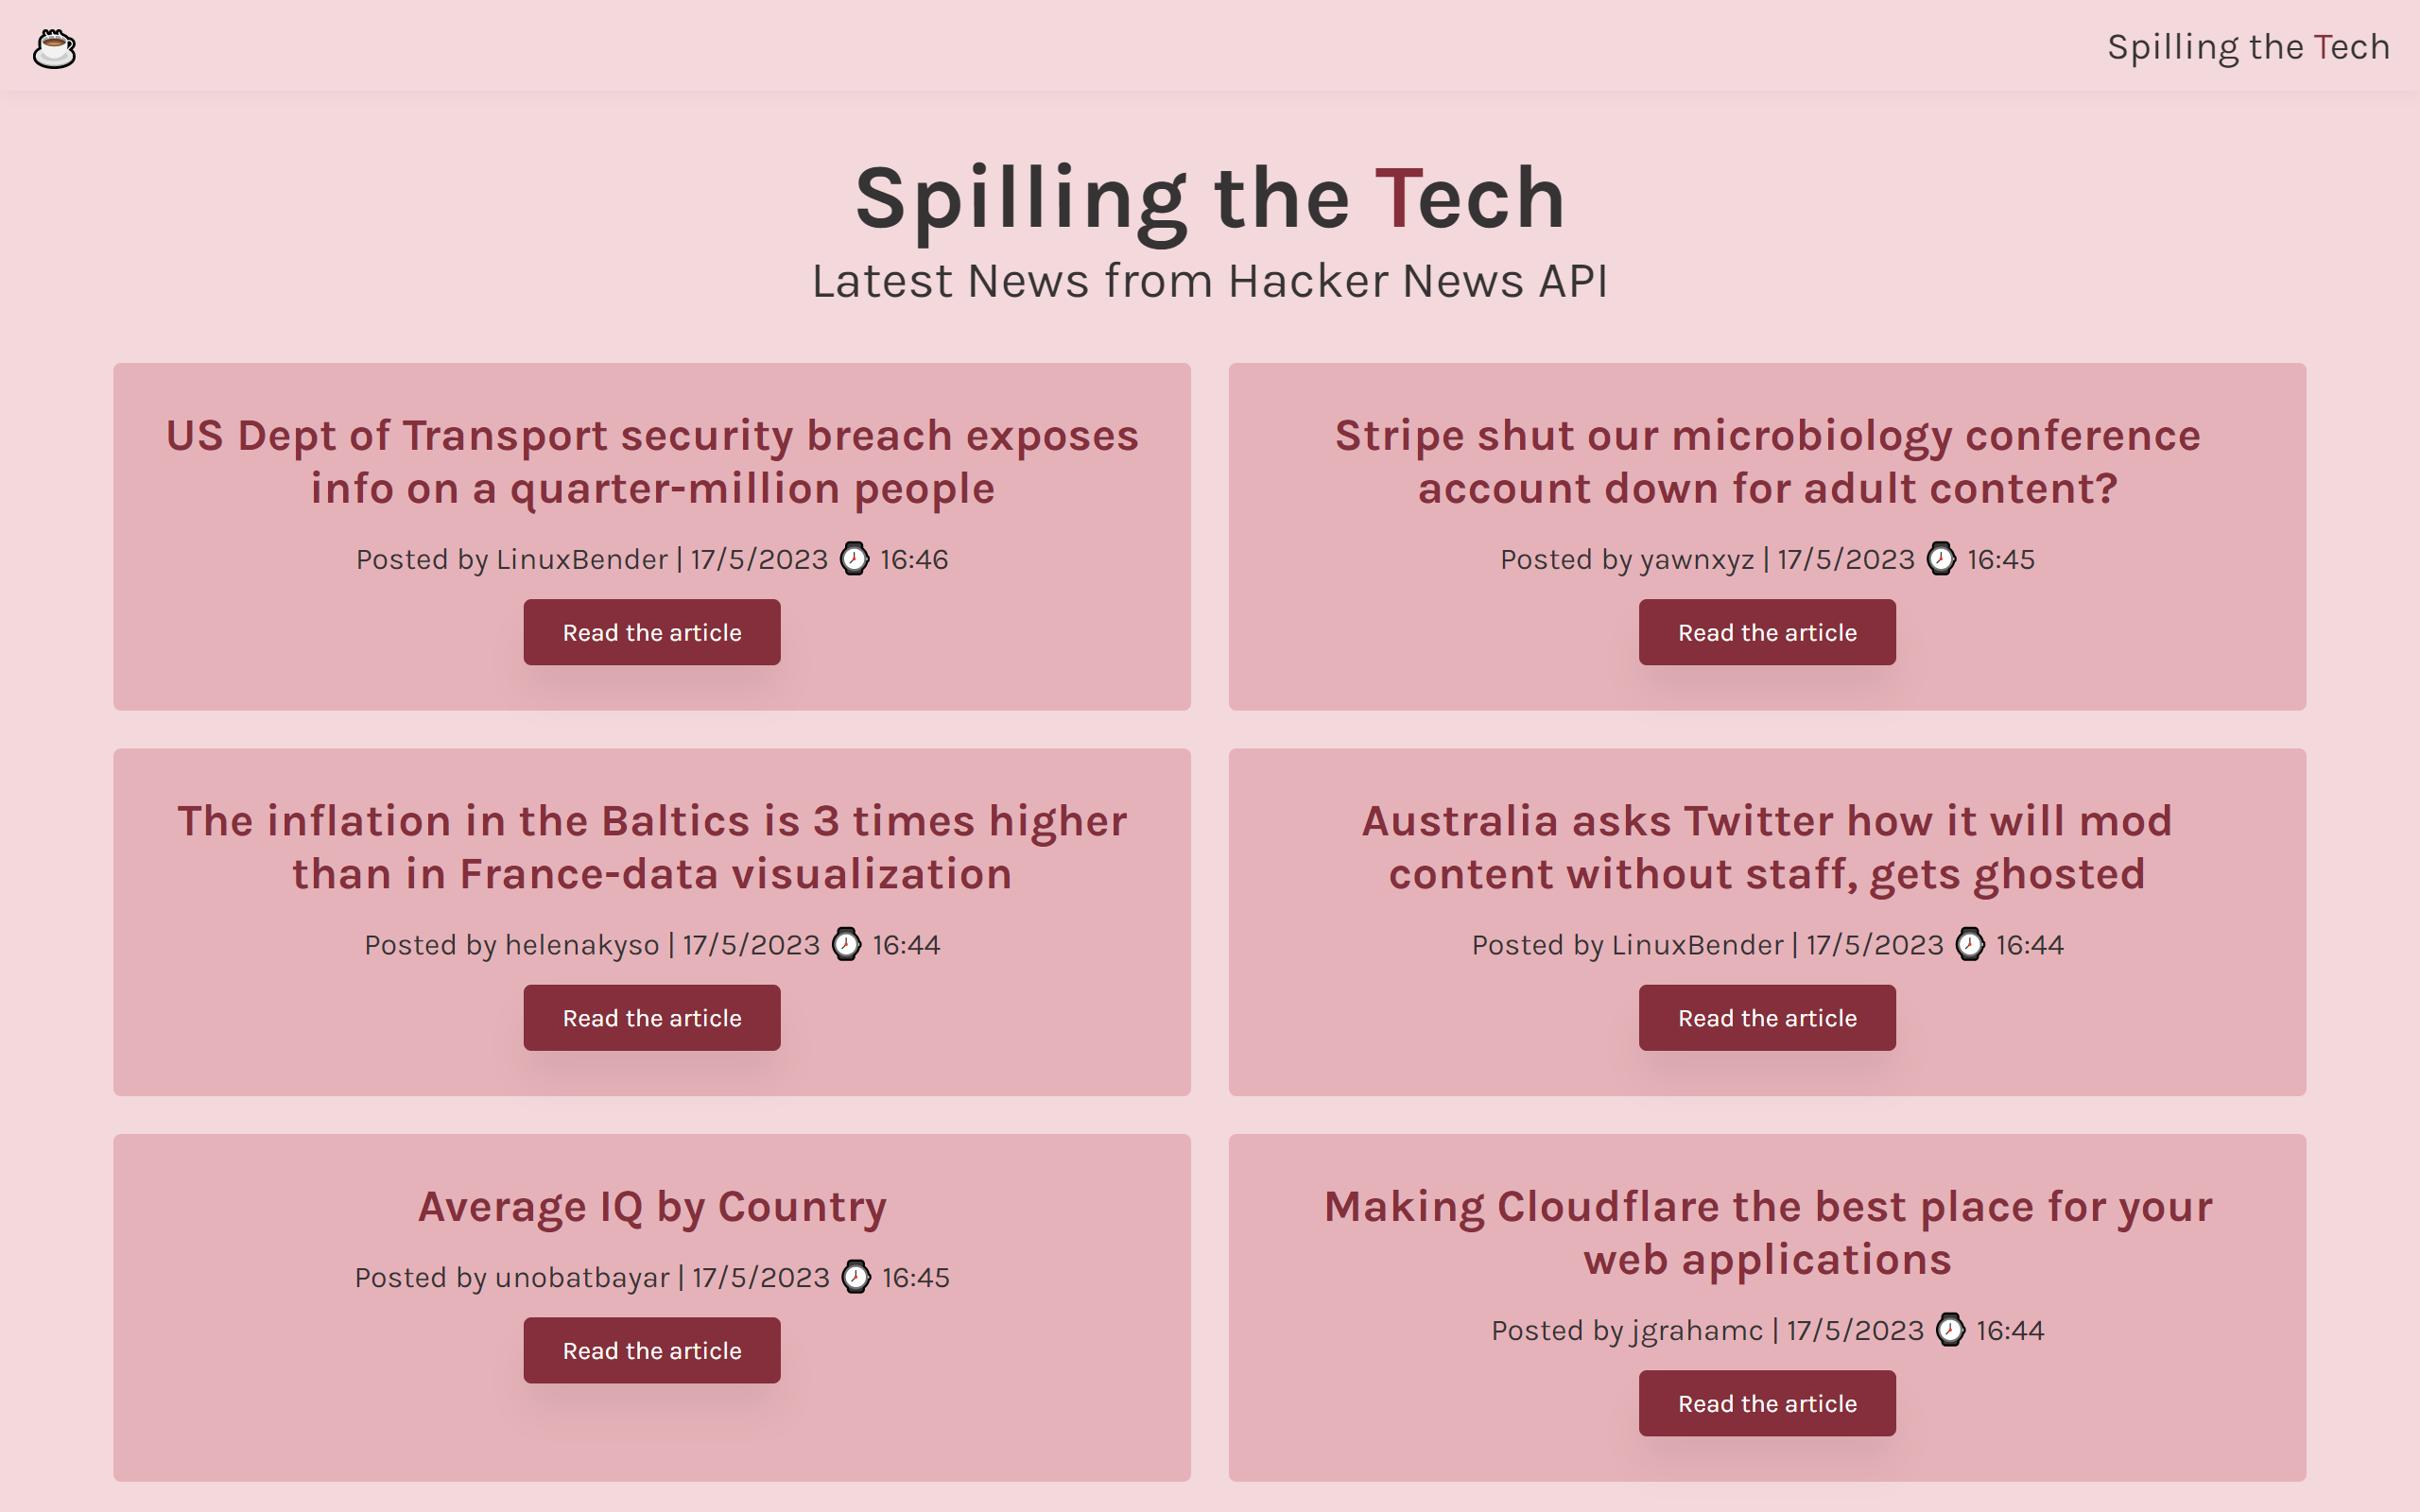 Spilling the Tech
Spilling the Tech
Latest News from Hacker News API
US Dept of Transport security breach exposes
info on a quarter-million people
Posted by LinuxBender | 17/5/2023 ⌚ 16:46
Read the article
Stripe shut our microbiology conference
account down for adult content?
Posted by yawnxyz | 17/5/2023 ⌚ 16:45
Read the article
The inflation in the Baltics is 3 times higher
than in France-data visualization
Posted by helenakyso | 17/5/2023 ⌚ 16:44
Read the article
Australia asks Twitter how it will mod
content without staff, gets ghosted
Posted by LinuxBender | 17/5/2023 ⌚ 16:44
Read the article
Average IQ by Country
Posted by unobatbayar | 17/5/2023 ⌚ 16:45
Read the article
Making Cloudflare the best place for your
web applications
Posted by jgrahamc | 17/5/2023 ⌚ 16:44
Read the article